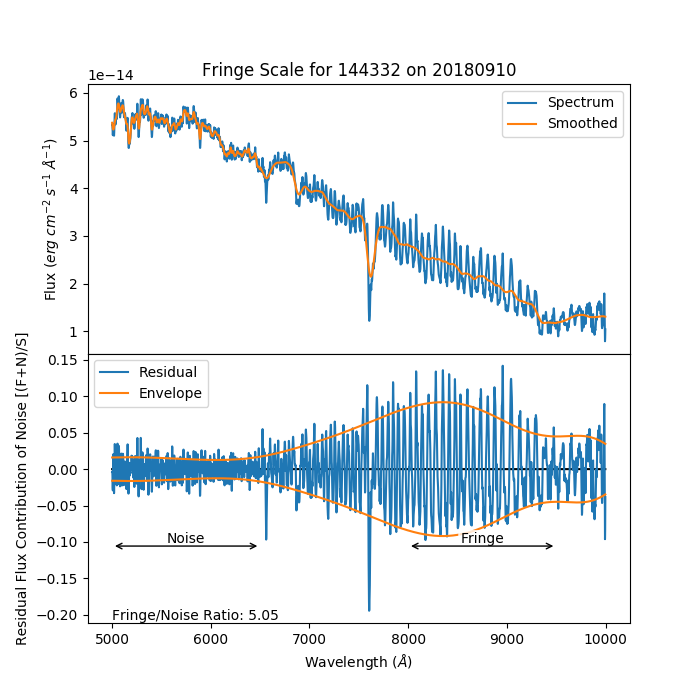 Fringe Scale for 144332 on 20180910
1e−14
6
5
4
3
2
1
Flux (erg cm⁻² s⁻¹ Å⁻¹)
Spectrum
Smoothed
0.15
0.10
0.05
0.00
−0.05
−0.10
−0.15
−0.20
Residual Flux Contribution of Noise [(F+N)/S]
Residual
Envelope
Noise
Fringe
Fringe/Noise Ratio: 5.05
5000 6000 7000 8000 9000 10000
Wavelength (Å)